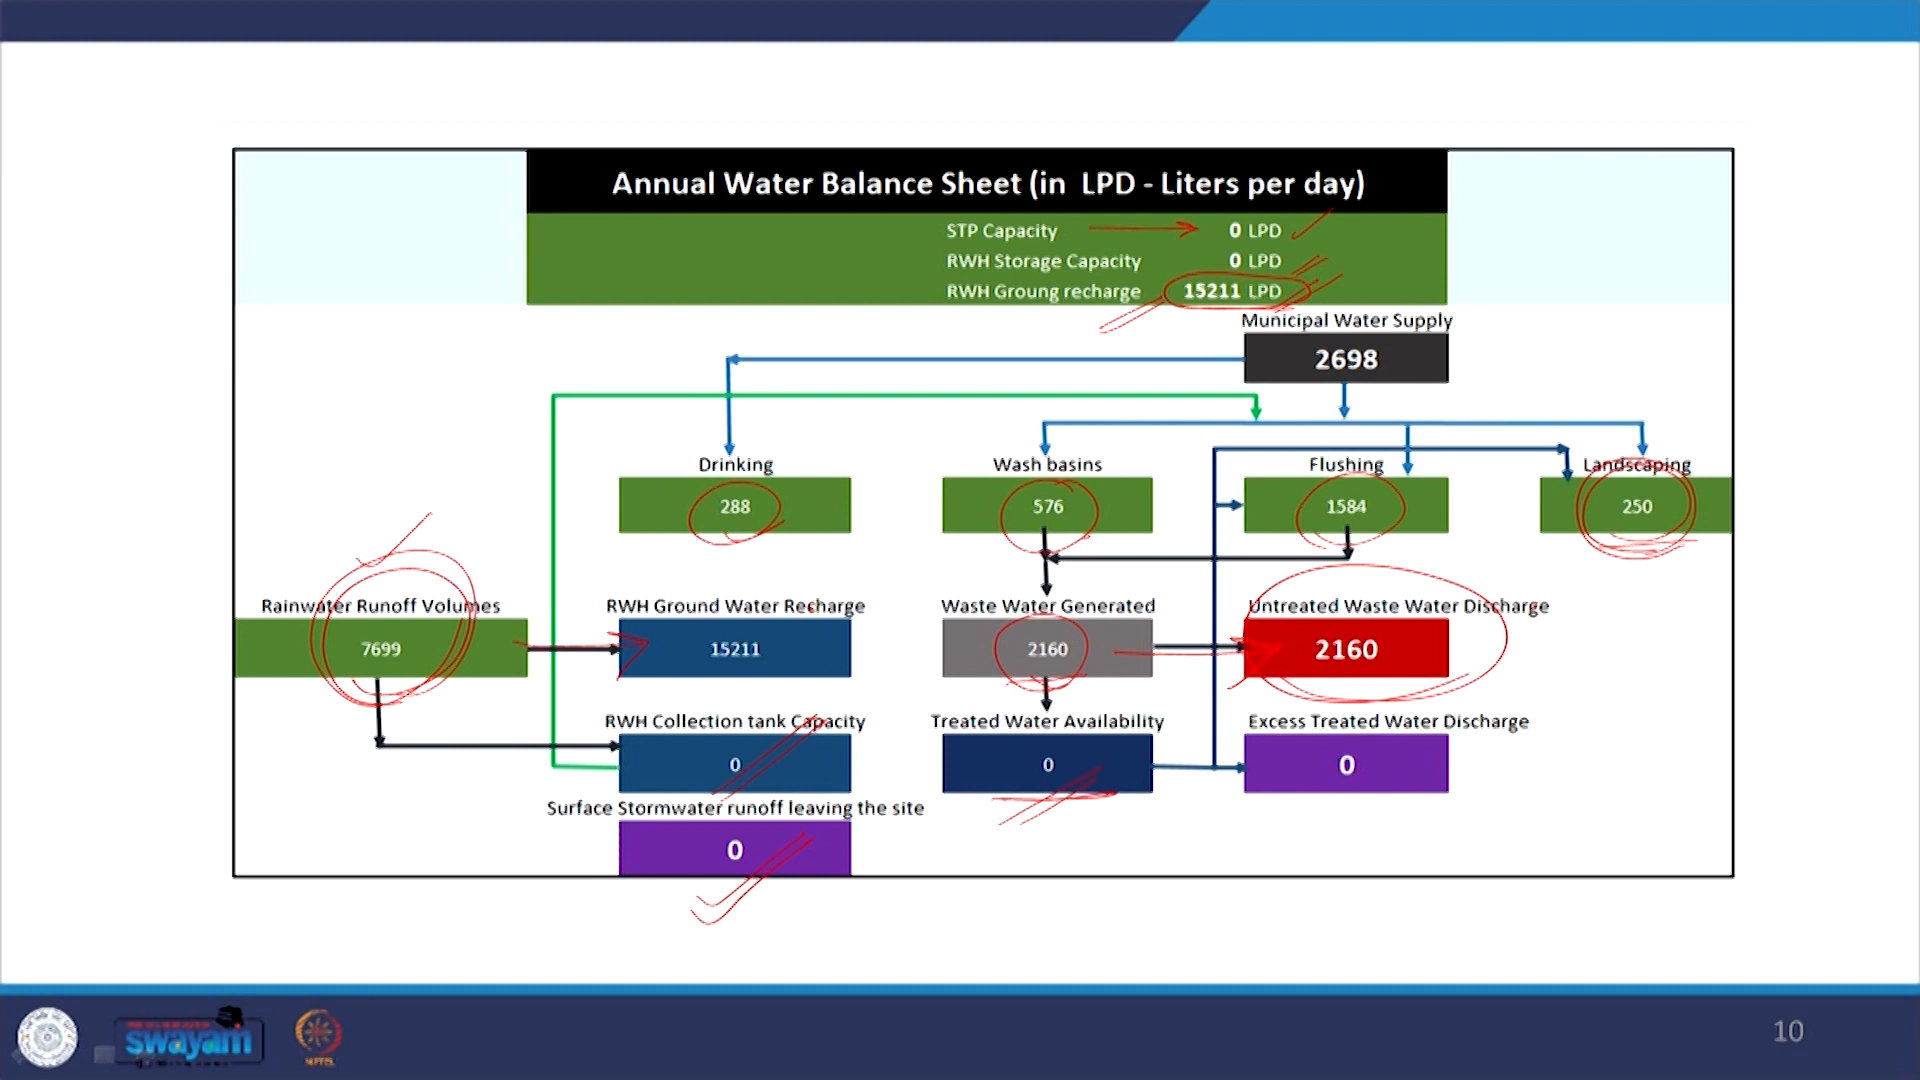 Annual Water Balance Sheet (in LPD - Liters per day)
STP Capacity 0 LPD
RWH Storage Capacity 0 LPD
RWH Groung recharge 15211 LPD
Municipal Water Supply
2698
Drinking Wash basins Flushing Landscaping
288 576 1584 250
Rainwater Runoff Volumes RWH Ground Water Recharge Waste Water Generated Untreated Waste Water Discharge
7699 15211 2160 2160
RWH Collection tank Capacity Treated Water Availability Excess Treated Water Discharge
0 0 0
Surface Stormwater runoff leaving the site
0
swayam
10